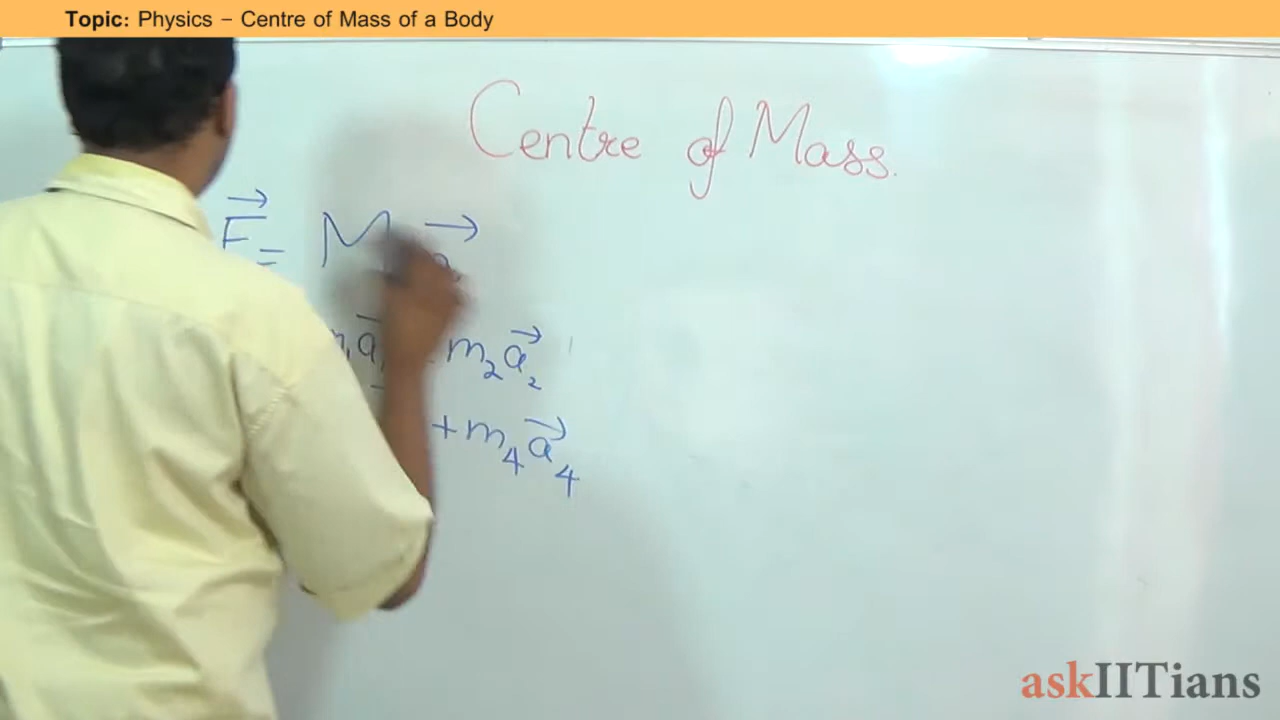 Topic: Physics – Centre of Mass of a Body
Centre of Mass.
F⃗ = M a⃗
a⃗ m₂a⃗₂
+m₄a⃗₄
askIITians